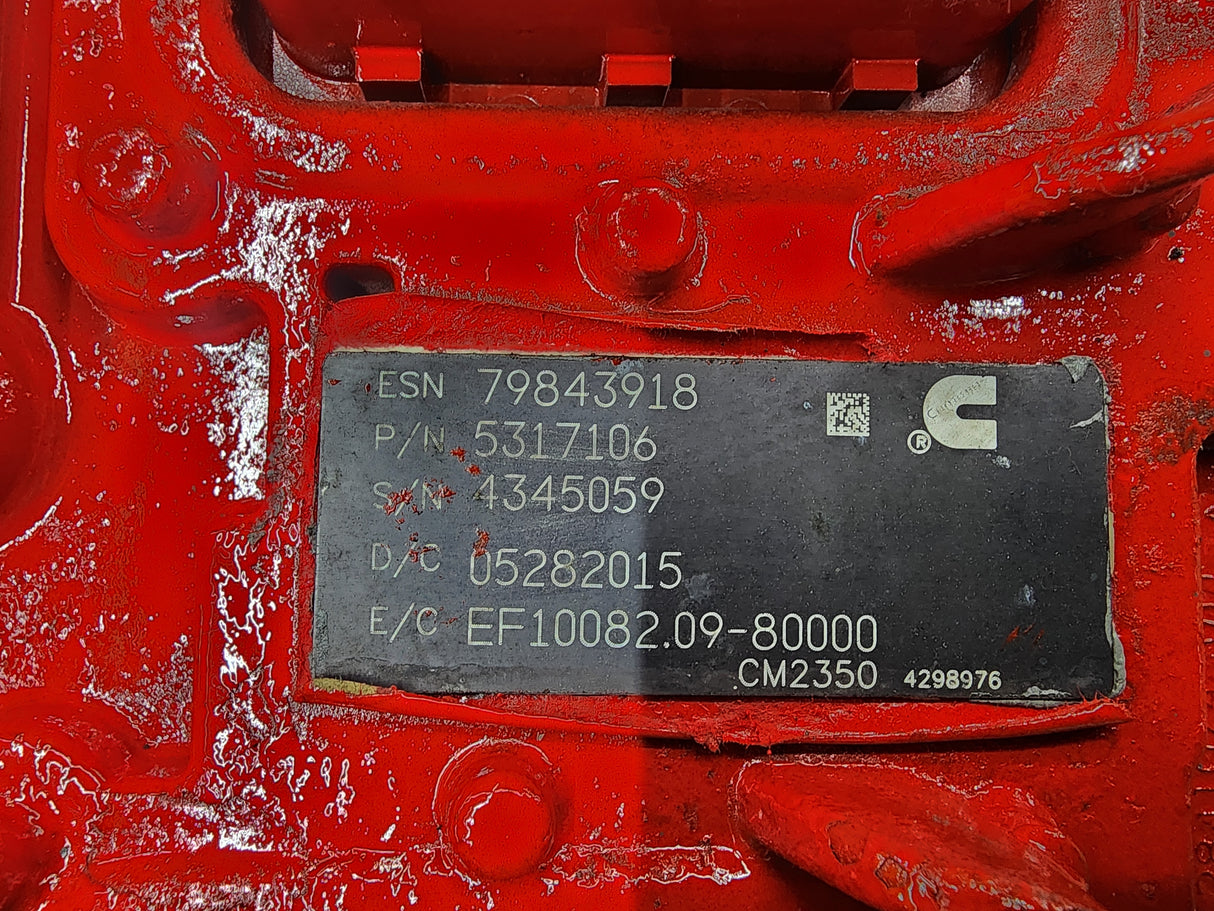 ESN 79843918
P/N 5317106
S/N 4345059
D/C 05282015
E/C EF10082.09-80000
CM2350 4298976
®